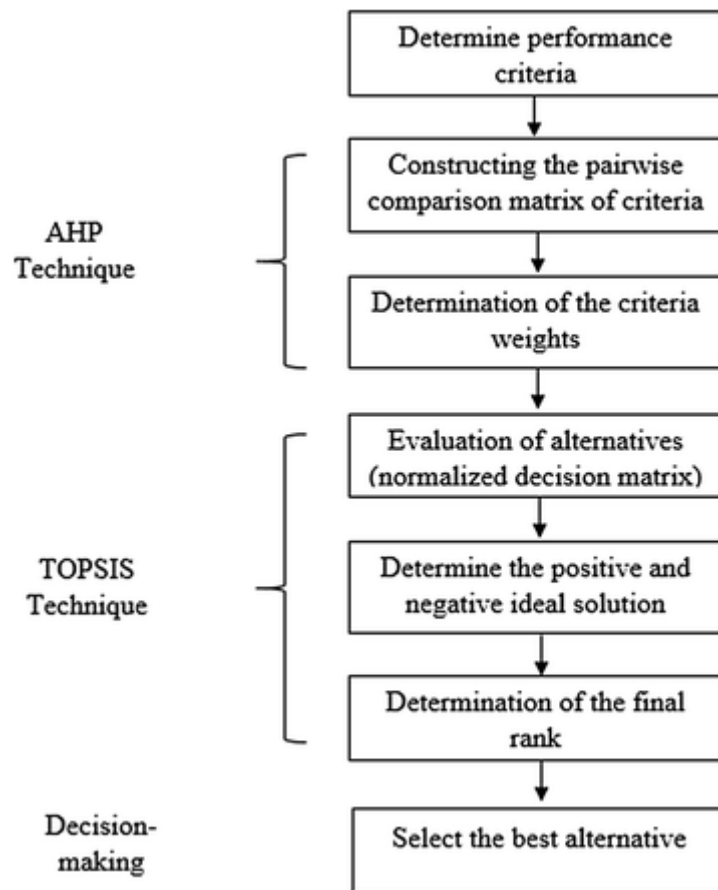 Determine performance
criteria
Constructing the pairwise
comparison matrix of criteria
AHP
Technique
Determination of the criteria
weights
Evaluation of alternatives
(normalized decision matrix)
TOPSIS
Technique
Determine the positive and
negative ideal solution
Determination of the final
rank
Decision-
making
Select the best alternative